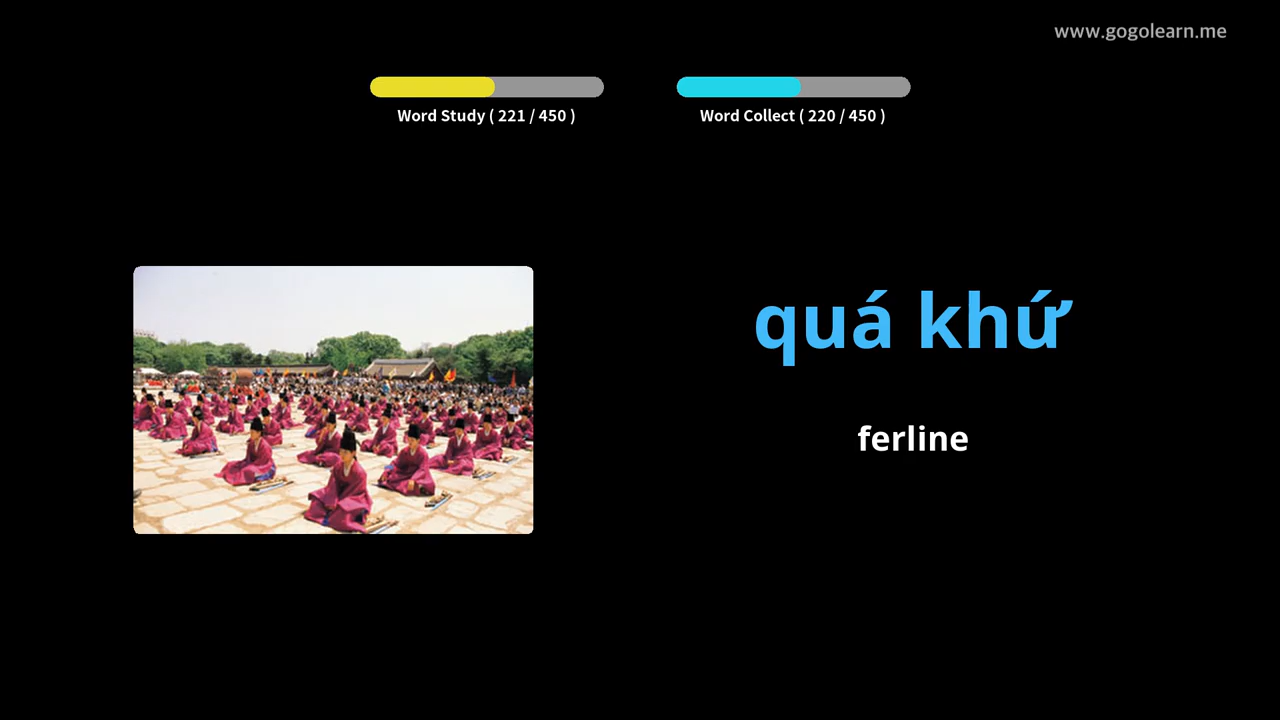 www.gogolearn.me
Word Study ( 221 / 450 )
Word Collect ( 220 / 450 )
quá khứ
ferline